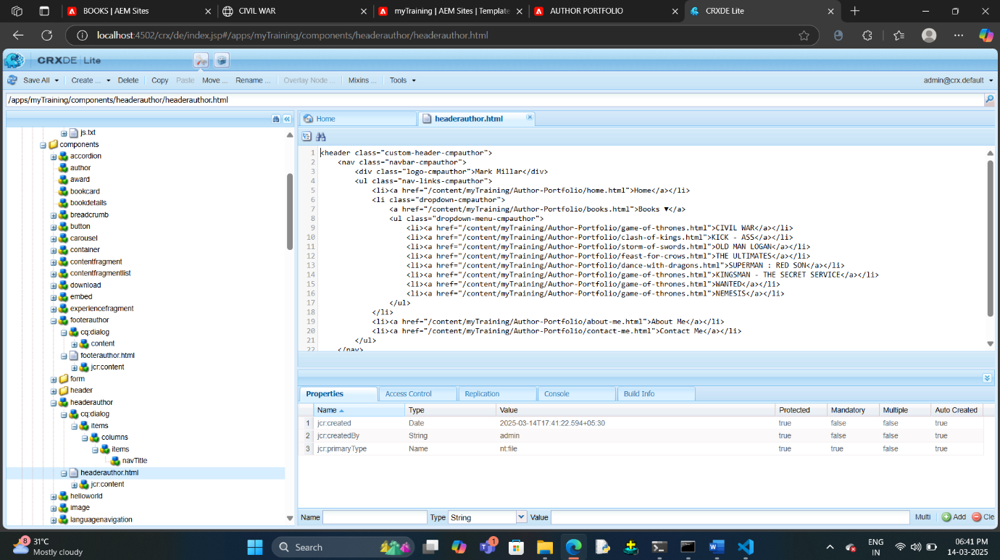 BOOKS | AEM Sites
CIVIL WAR
myTraining | AEM Sites | Template
AUTHOR PORTFOLIO
CRXDE Lite
localhost:4502/crx/de/index.jsp#/apps/myTraining/components/headerauthor/headerauthor.html
CRXDE | Lite
Save All Create ... Delete Copy Paste Move ... Rename ... Overlay Node ... Mixins ... Tools admin@crx.default
/apps/myTraining/components/headerauthor/headerauthor.html
js.txt
components
accordion
author
award
bookcard
bookdetails
breadcrumb
button
carousel
container
contentfragment
contentfragmentlist
download
embed
experiencefragment
footerauthor
cq:dialog
content
footerauthor.html
jcr:content
form
header
headerauthor
cq:dialog
items
columns
items
navTitle
headerauthor.html
jcr:content
helloworld
image
languagenavigation
Home headerauthor.html
1 <header class="custom-header-cmpauthor">
2 <nav class="navbar-cmpauthor">
3 <div class="logo-cmpauthor">Mark Millar</div>
4 <ul class="nav-links-cmpauthor">
5 <li><a href="/content/myTraining/Author-Portfolio/home.html">Home</a></li>
6 <li class="dropdown-cmpauthor">
7 <a href="/content/myTraining/Author-Portfolio/books.html">Books ▼</a>
8 <ul class="dropdown-menu-cmpauthor">
9 <li><a href="/content/myTraining/Author-Portfolio/game-of-thrones.html">CIVIL WAR</a></li>
10 <li><a href="/content/myTraining/Author-Portfolio/clash-of-kings.html">KICK - ASS</a></li>
11 <li><a href="/content/myTraining/Author-Portfolio/storm-of-swords.html">OLD MAN LOGAN</a></li>
12 <li><a href="/content/myTraining/Author-Portfolio/feast-for-crows.html">THE ULTIMATES</a></li>
13 <li><a href="/content/myTraining/Author-Portfolio/dance-with-dragons.html">SUPERMAN : RED SON</a></li>
14 <li><a href="/content/myTraining/Author-Portfolio/game-of-thrones.html">KINGSMAN - THE SECRET SERVICE</a></li>
15 <li><a href="/content/myTraining/Author-Portfolio/game-of-thrones.html">WANTED</a></li>
16 <li><a href="/content/myTraining/Author-Portfolio/game-of-thrones.html">NEMESIS</a></li>
17 </ul>
18 </li>
19 <li><a href="/content/myTraining/Author-Portfolio/about-me.html">About Me</a></li>
20 <li><a href="/content/myTraining/Author-Portfolio/contact-me.html">Contact Me</a></li>
21 </ul>
22 </nav>
Properties Access Control Replication Console Build Info
Name Type Value Protected Mandatory Multiple Auto Created
1 jcr:created Date 2025-03-14T17:41:22.594+05:30 true false false true
2 jcr:createdBy String admin true false false true
3 jcr:primaryType Name nt:file true true false true
Name Type String Value Multi Add Cle
8 31°C
Mostly cloudy
Search
1
ENG
IN
06:41 PM
14-03-2025